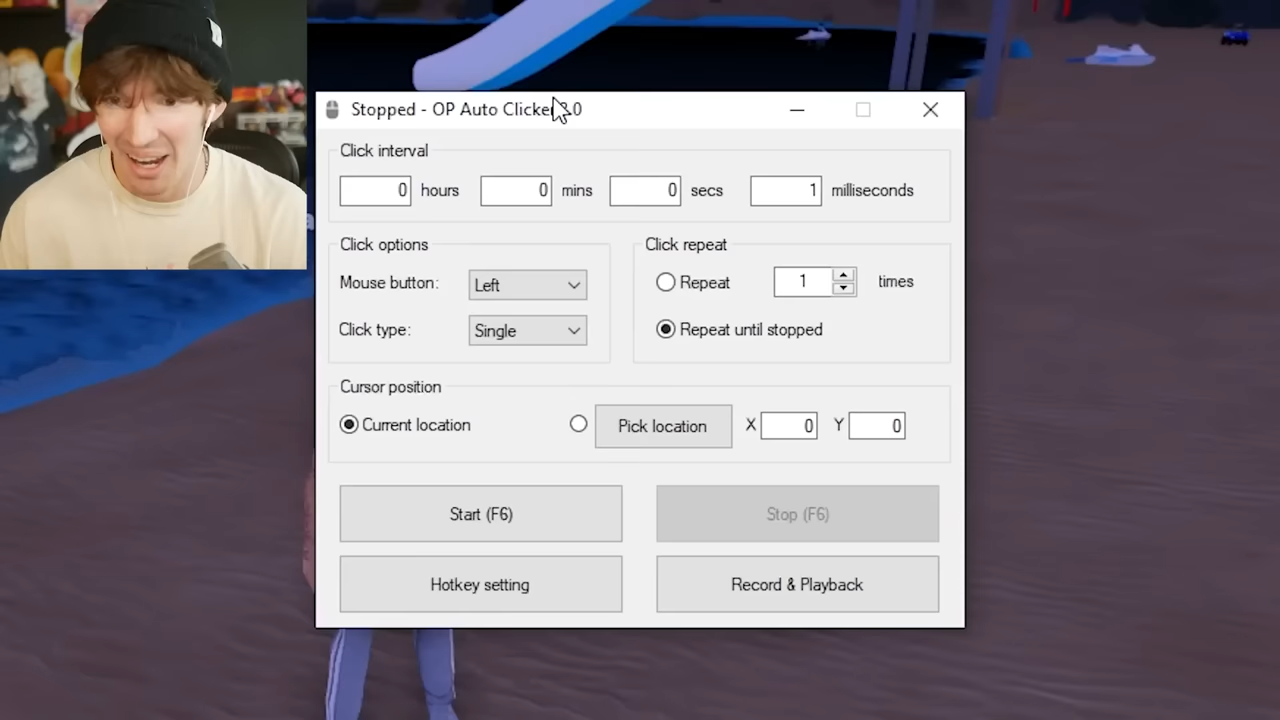 Stopped - OP Auto Clicker 3.0
Click interval
0 hours 0 mins 0 secs 1 milliseconds
Click options
Mouse button: Left
Click type: Single
Click repeat
Repeat 1 times
Repeat until stopped
Cursor position
Current location Pick location X 0 Y 0
Start (F6) Stop (F6)
Hotkey setting Record & Playback